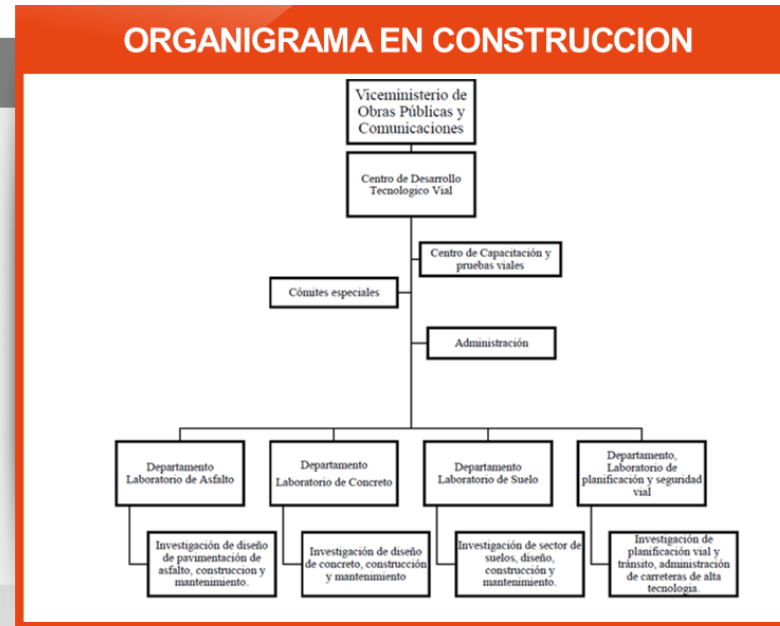 ORGANIGRAMA EN CONSTRUCCION
Viceministerio de
Obras Públicas y
Comunicaciones
Centro de Desarrollo
Tecnologico Vial
Centro de Capacitación y
pruebas viales
Cómites especiales
Administración
Departamento
Laboratorio de Asfalto
Departamento
Laboratorio de Concreto
Departamento
Laboratorio de Suelo
Departamento,
Laboratorio de
planificación y seguridad
vial
Investigación de diseño
de pavimentación de
asfalto, construccion y
mantenimiento.
Investigación de diseño
de concreto, construcción
y mantenimiento
Investigación de sector de
suelos, diseño,
construcción y
mantenimiento.
Investigación de
planificación vial y
tránsito, administración
de carreteras de alta
tecnologia.